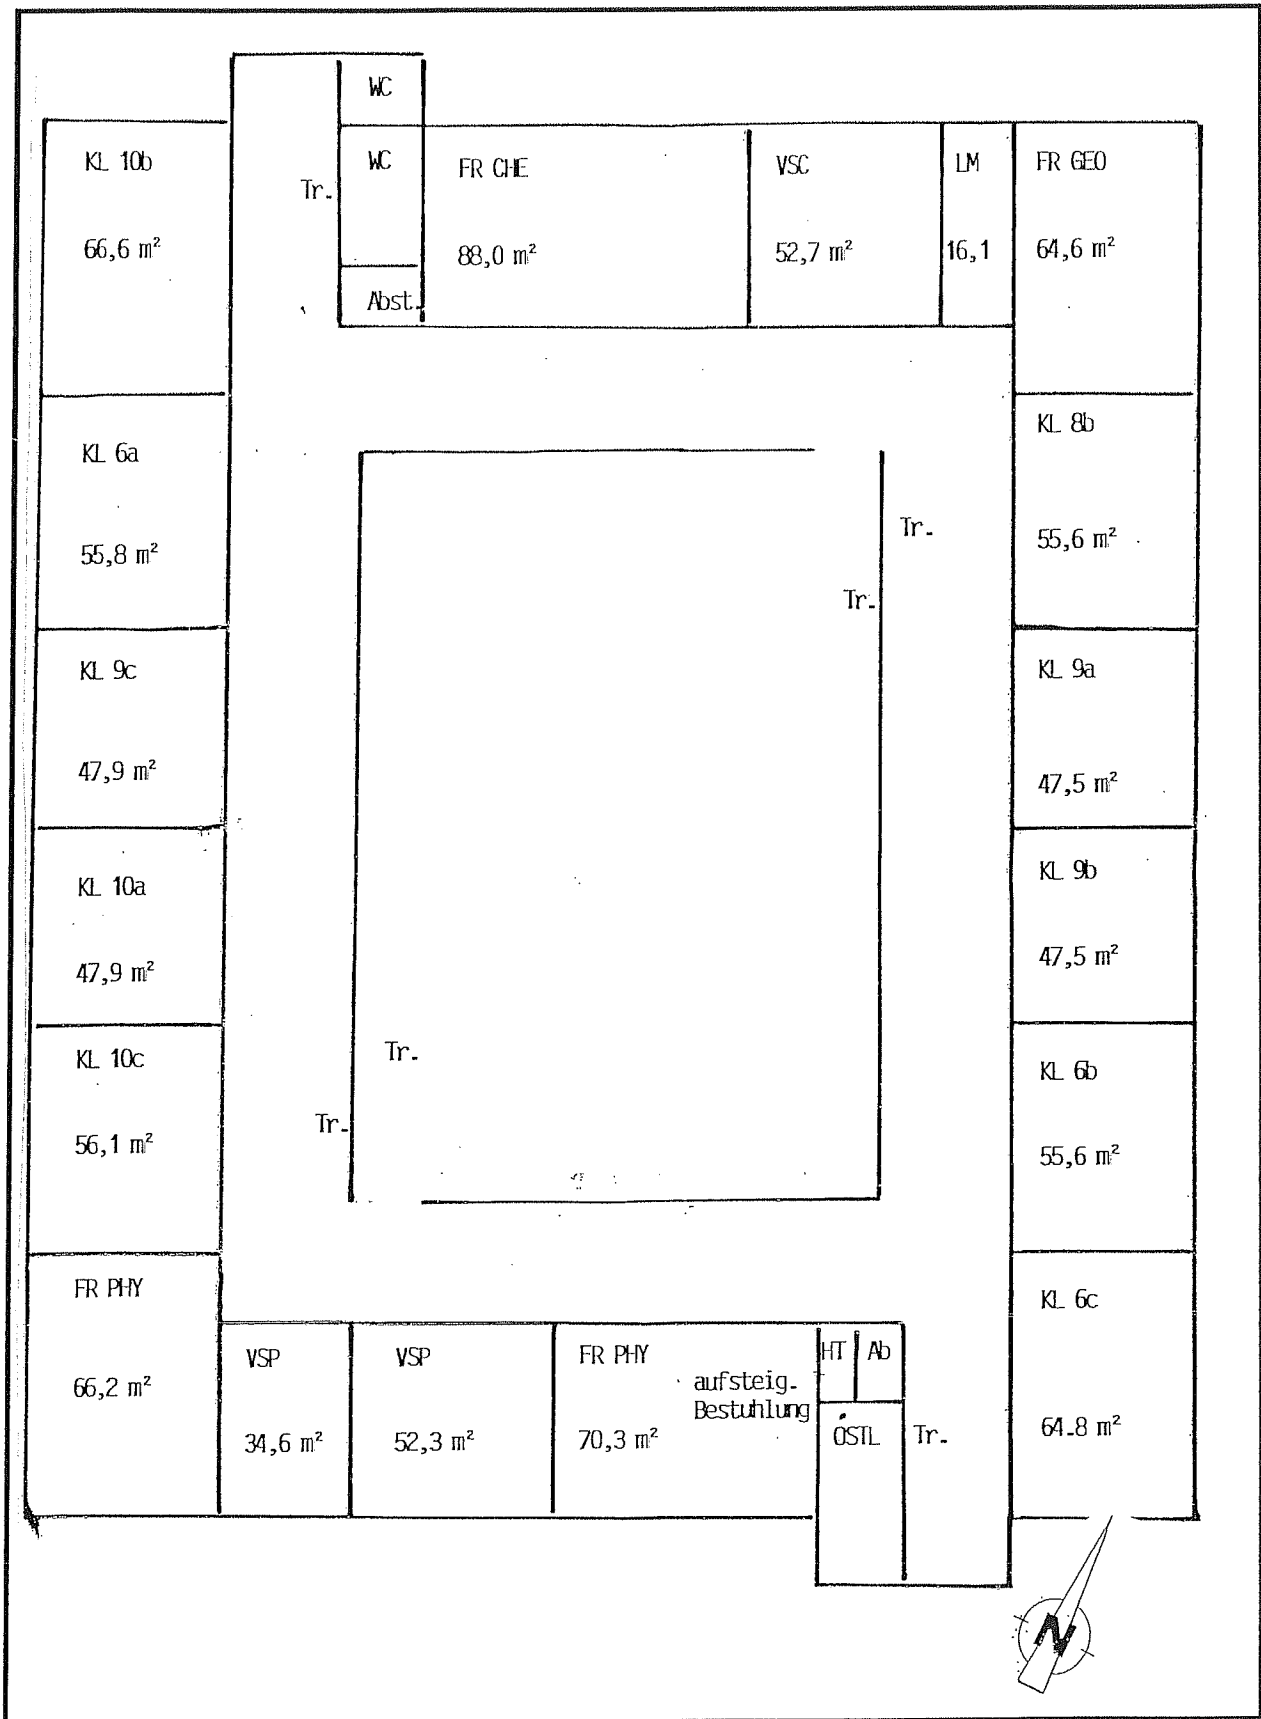 WC
KL 10b
66,6 m²
Tr.
WC
Abst.
FR CHE
88,0 m²
VSC
52,7 m²
LM
16,1
FR GEO
64,6 m²
KL 6a
55,8 m²
KL 8b
55,6 m²
Tr.
Tr.
KL 9c
47,9 m²
KL 9a
47,5 m²
KL 10a
47,9 m²
KL 9b
47,5 m²
KL 10c
56,1 m²
Tr.
Tr.
KL 6b
55,6 m²
FR PHY
66,2 m²
VSP
34,6 m²
VSP
52,3 m²
FR PHY
70,3 m²
aufsteig.
Bestuhlung
HT
Ab
ÖSTL
Tr.
KL 6c
64.8 m²
N